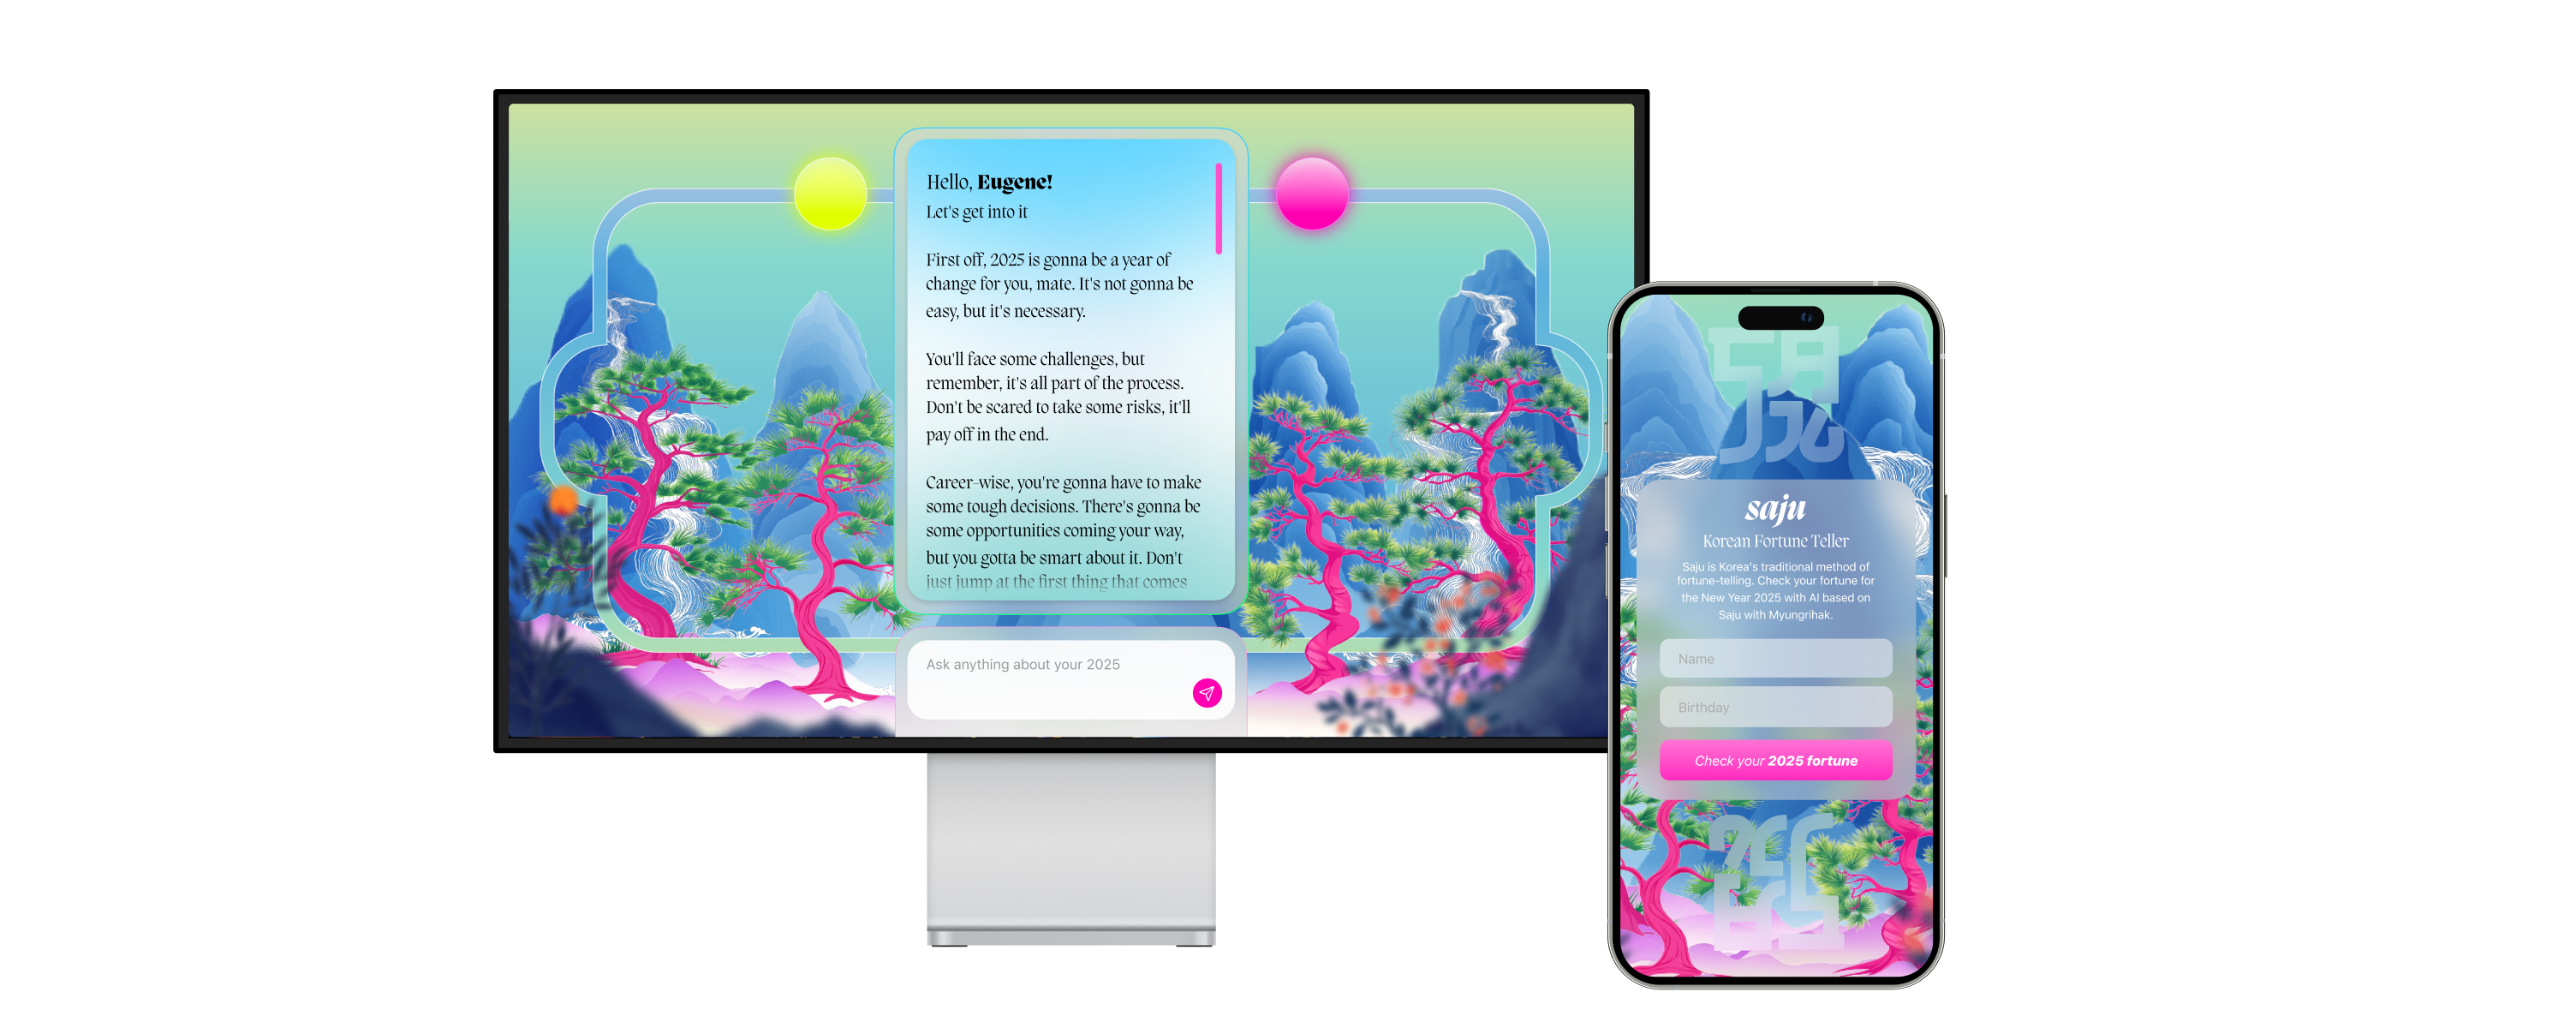 Hello, Eugene!
Let's get into it
First off, 2025 is gonna be a year of
change for you, mate. It's not gonna be
easy, but it's necessary.
You'll face some challenges, but
remember, it's all part of the process.
Don't be scared to take some risks, it'll
pay off in the end.
Career-wise, you're gonna have to make
some tough decisions. There's gonna be
some opportunities coming your way,
but you gotta be smart about it. Don't
just jump at the first thing that comes
Ask anything about your 2025
saju
Korean Fortune Teller
Saju is Korea's traditional method of
fortune-telling. Check your fortune for
the New Year 2025 with AI based on
Saju with Myungrihak.
Name
Birthday
Check your 2025 fortune